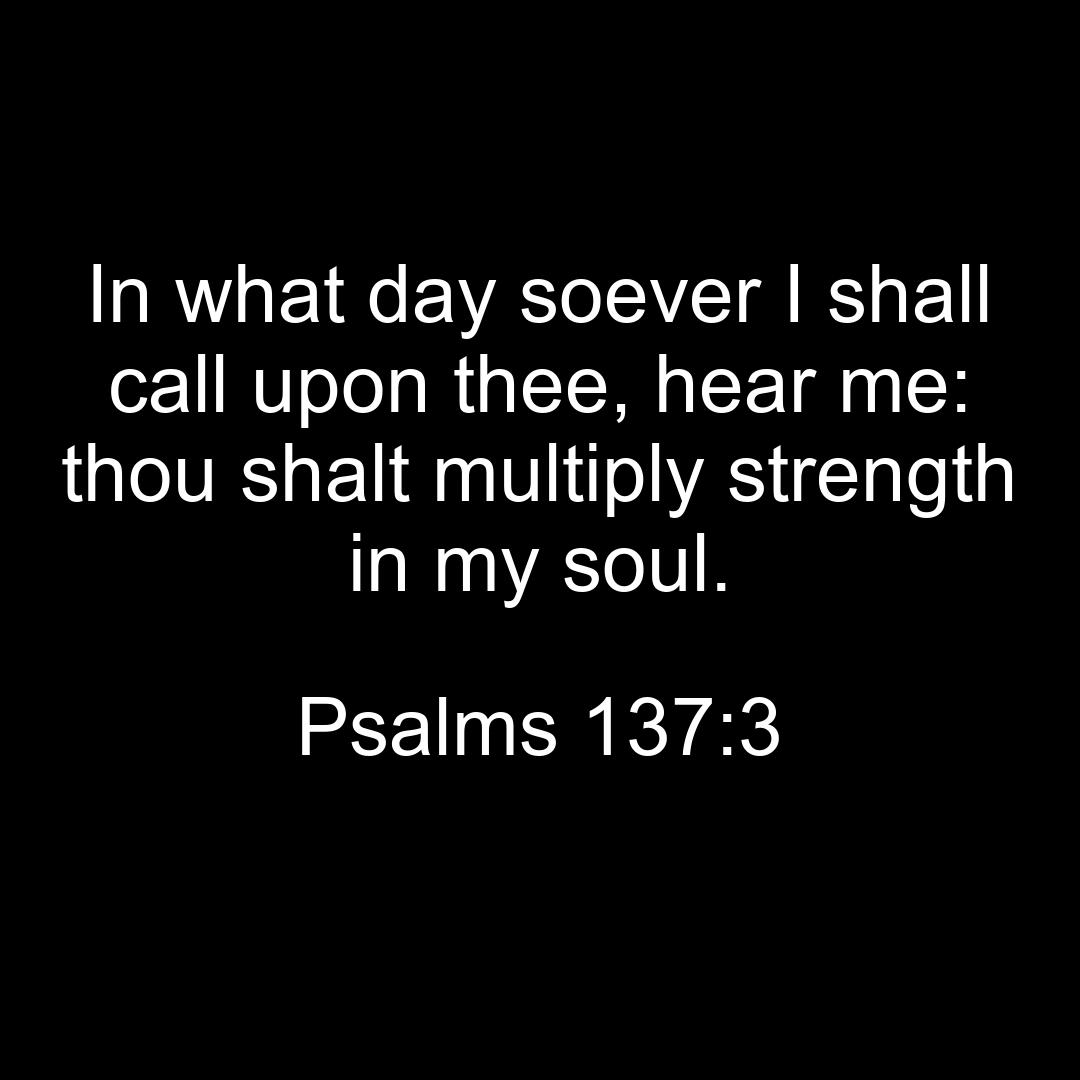 In what day soever I shall
call upon thee, hear me:
thou shalt multiply strength
in my soul.
Psalms 137:3